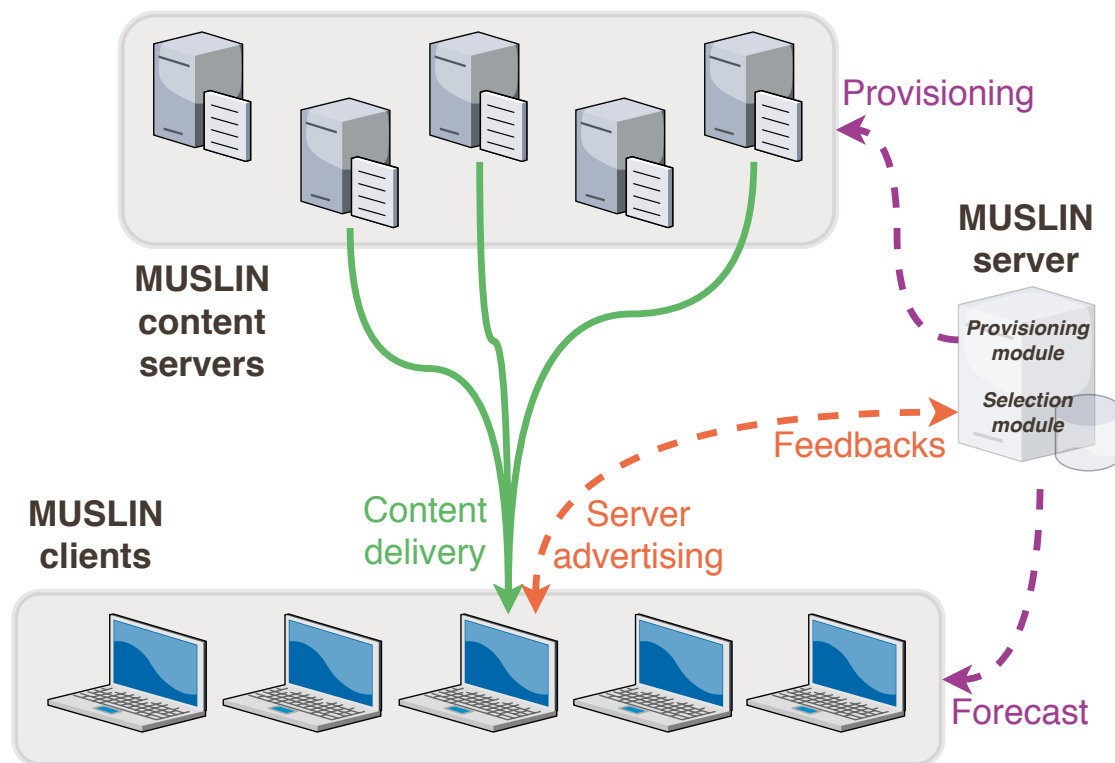 Provisioning
MUSLIN
server
MUSLIN
content
servers
Provisioning
module
Selection
module
Feedbacks
Content
delivery
Server
advertising
MUSLIN
clients
Forecast